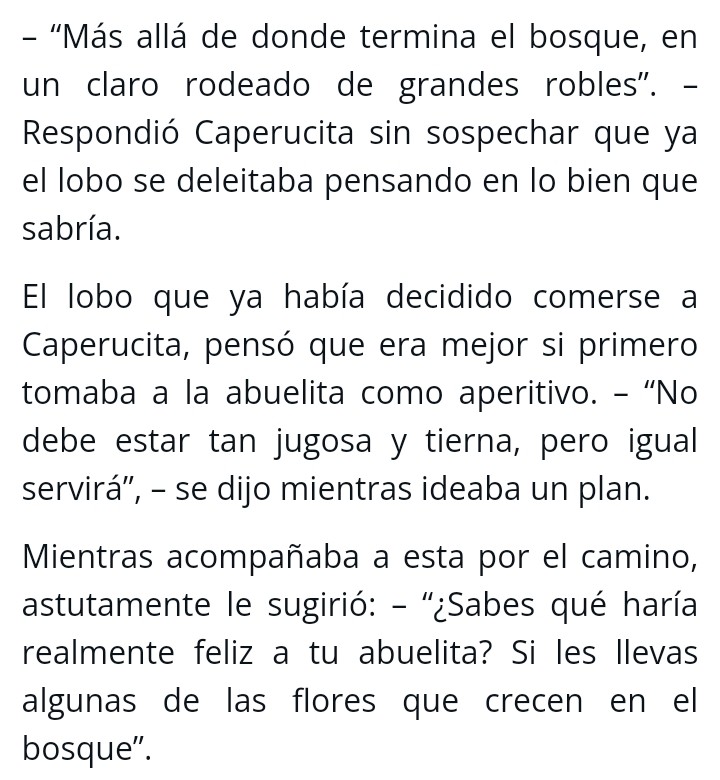 – “Más allá de donde termina el bosque, en
un claro rodeado de grandes robles”. –
Respondió Caperucita sin sospechar que ya
el lobo se deleitaba pensando en lo bien que
sabría.
El lobo que ya había decidido comerse a
Caperucita, pensó que era mejor si primero
tomaba a la abuelita como aperitivo. – “No
debe estar tan jugosa y tierna, pero igual
servirá”, – se dijo mientras ideaba un plan.
Mientras acompañaba a esta por el camino,
astutamente le sugirió: – “¿Sabes qué haría
realmente feliz a tu abuelita? Si les llevas
algunas de las flores que crecen en el
bosque”.